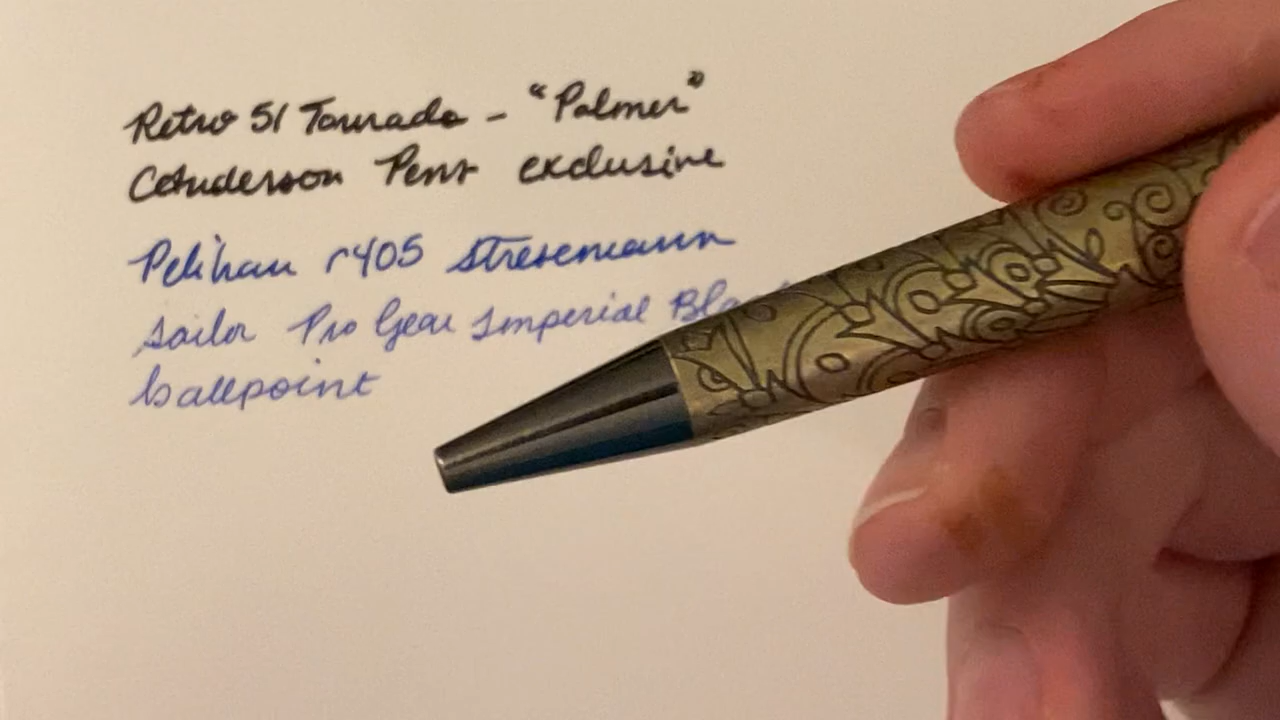 Retro 51 Tornado - "Palmer"
Anderson Pens exclusive
Pelikan r405 Stresemann
Sailor Pro Gear Imperial
ballpoint